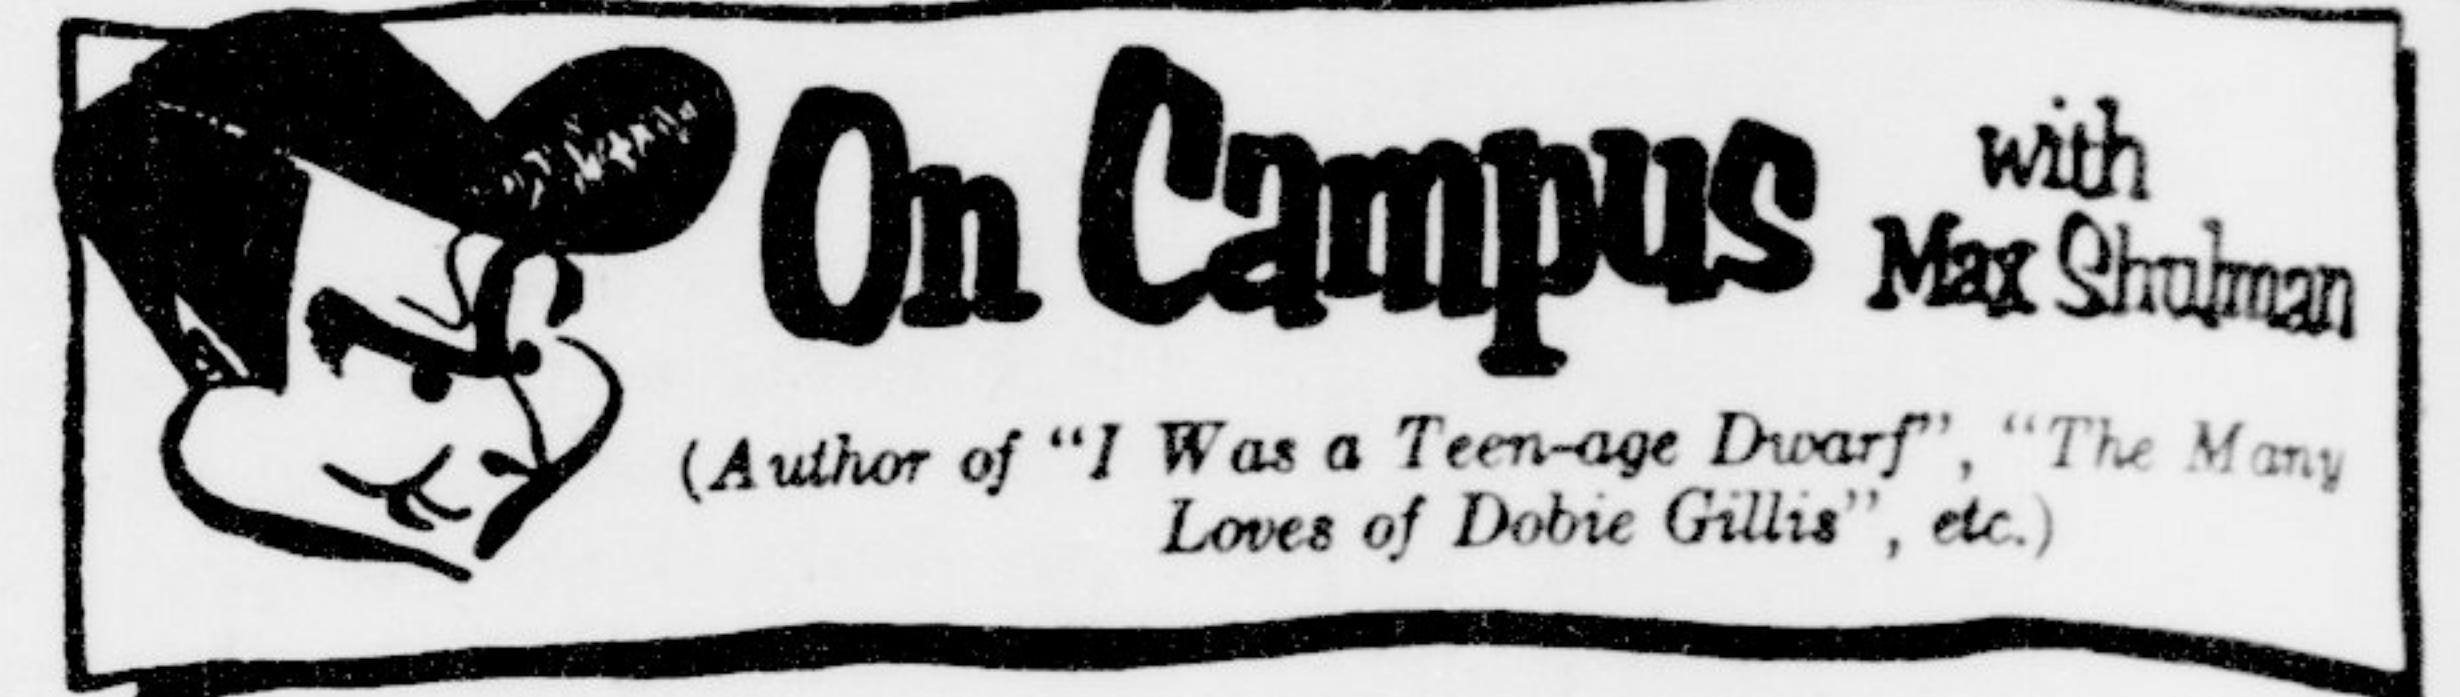 On Campus with
Max Shulman
(Author of "I Was a Teen-age Dwarf", "The Many
Loves of Dobie Gillis", etc.)